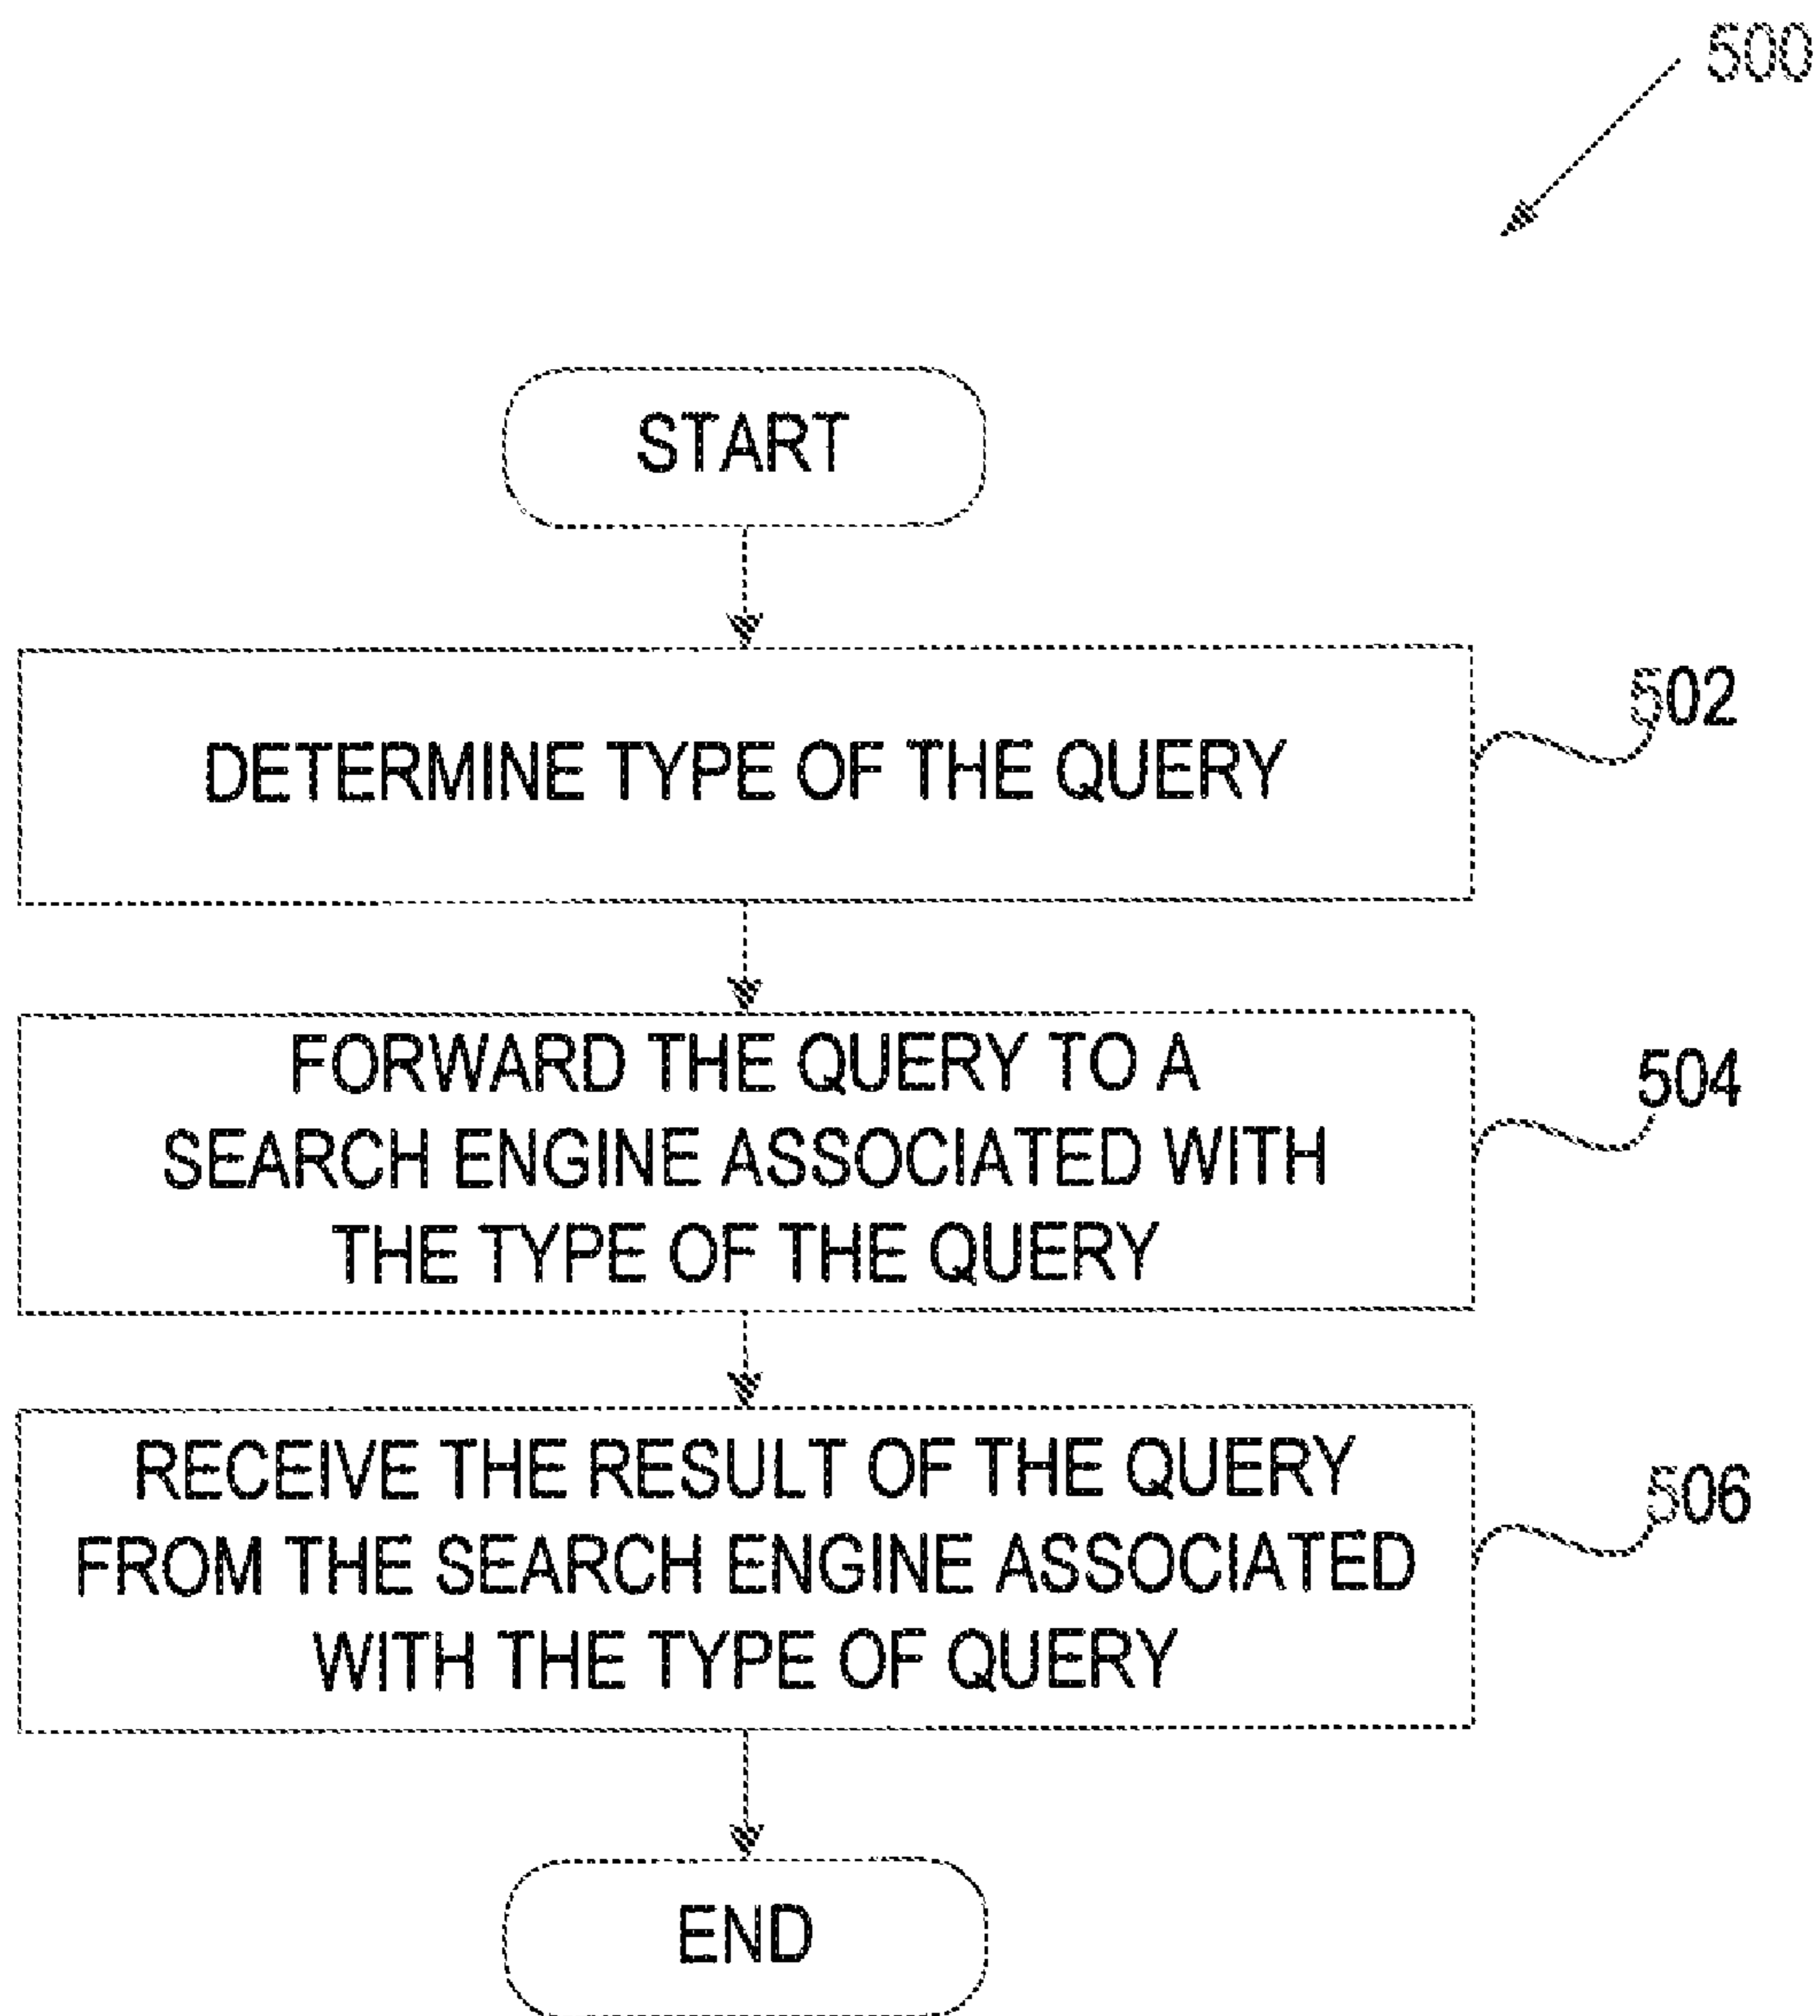 500
START
DETERMINE TYPE OF THE QUERY
502
FORWARD THE QUERY TO A
SEARCH ENGINE ASSOCIATED WITH
THE TYPE OF THE QUERY
504
RECEIVE THE RESULT OF THE QUERY
FROM THE SEARCH ENGINE ASSOCIATED
WITH THE TYPE OF QUERY
506
END